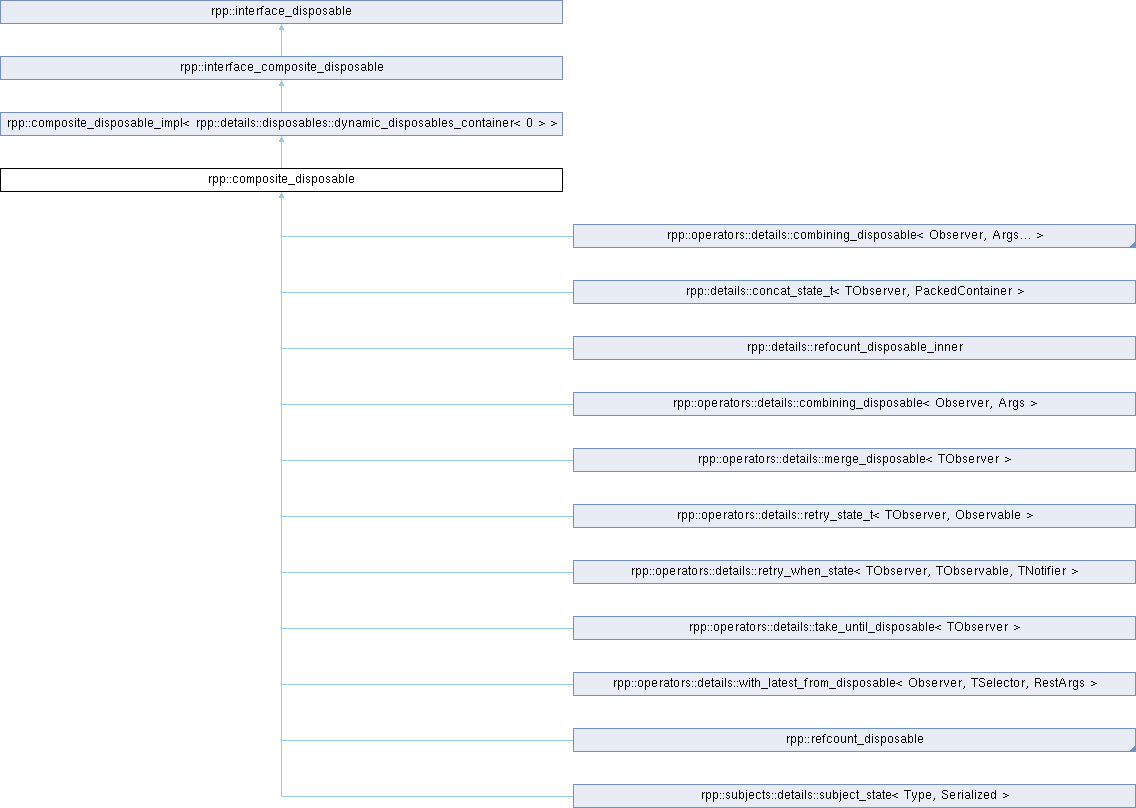 rpp::interface_disposable
rpp::interface_composite_disposable
rpp::composite_disposable_impl< rpp::details::disposables::dynamic_disposables_container< 0 > >
rpp::composite_disposable
rpp::operators::details::combining_disposable< Observer, Args... >
rpp::details::concat_state_t< TObserver, PackedContainer >
rpp::details::refocunt_disposable_inner
rpp::operators::details::combining_disposable< Observer, Args >
rpp::operators::details::merge_disposable< TObserver >
rpp::operators::details::retry_state_t< TObserver, Observable >
rpp::operators::details::retry_when_state< TObserver, TObservable, TNotifier >
rpp::operators::details::take_until_disposable< TObserver >
rpp::operators::details::with_latest_from_disposable< Observer, TSelector, RestArgs >
rpp::refcount_disposable
rpp::subjects::details::subject_state< Type, Serialized >